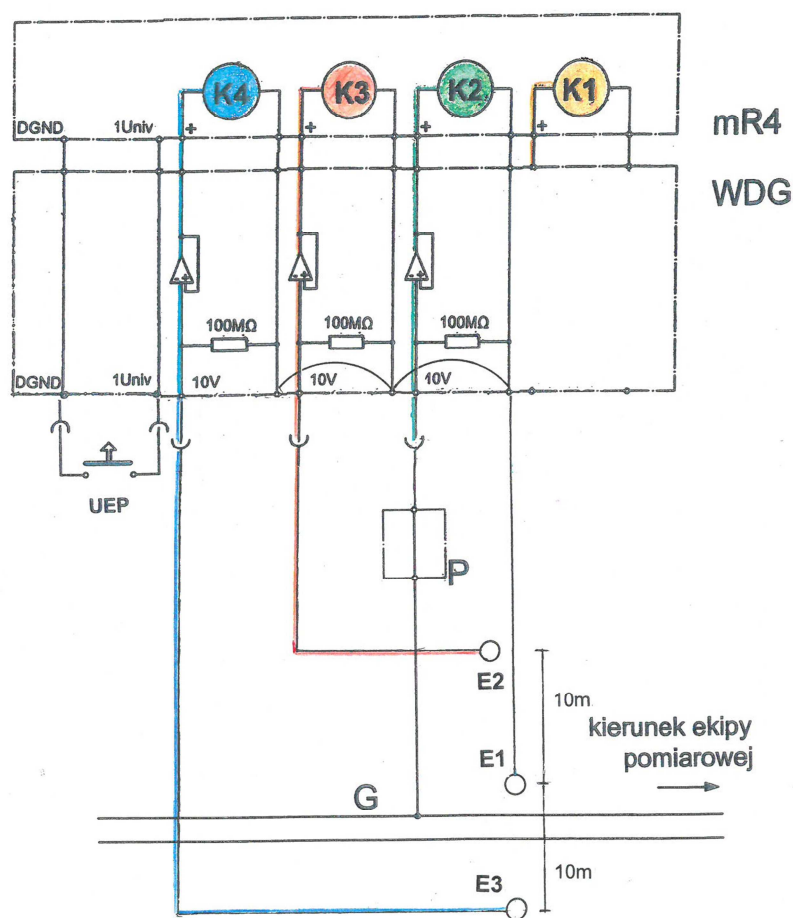 K4
K3
K2
K1
DGND
1Univ
+
+
+
+
mR4
WDG
-+
-+
-+
100MΩ
100MΩ
100MΩ
DGND
1Univ
10V
10V
10V
UEP
P
E2
10m
kierunek ekipy
pomiarowej
E1
G
10m
E3